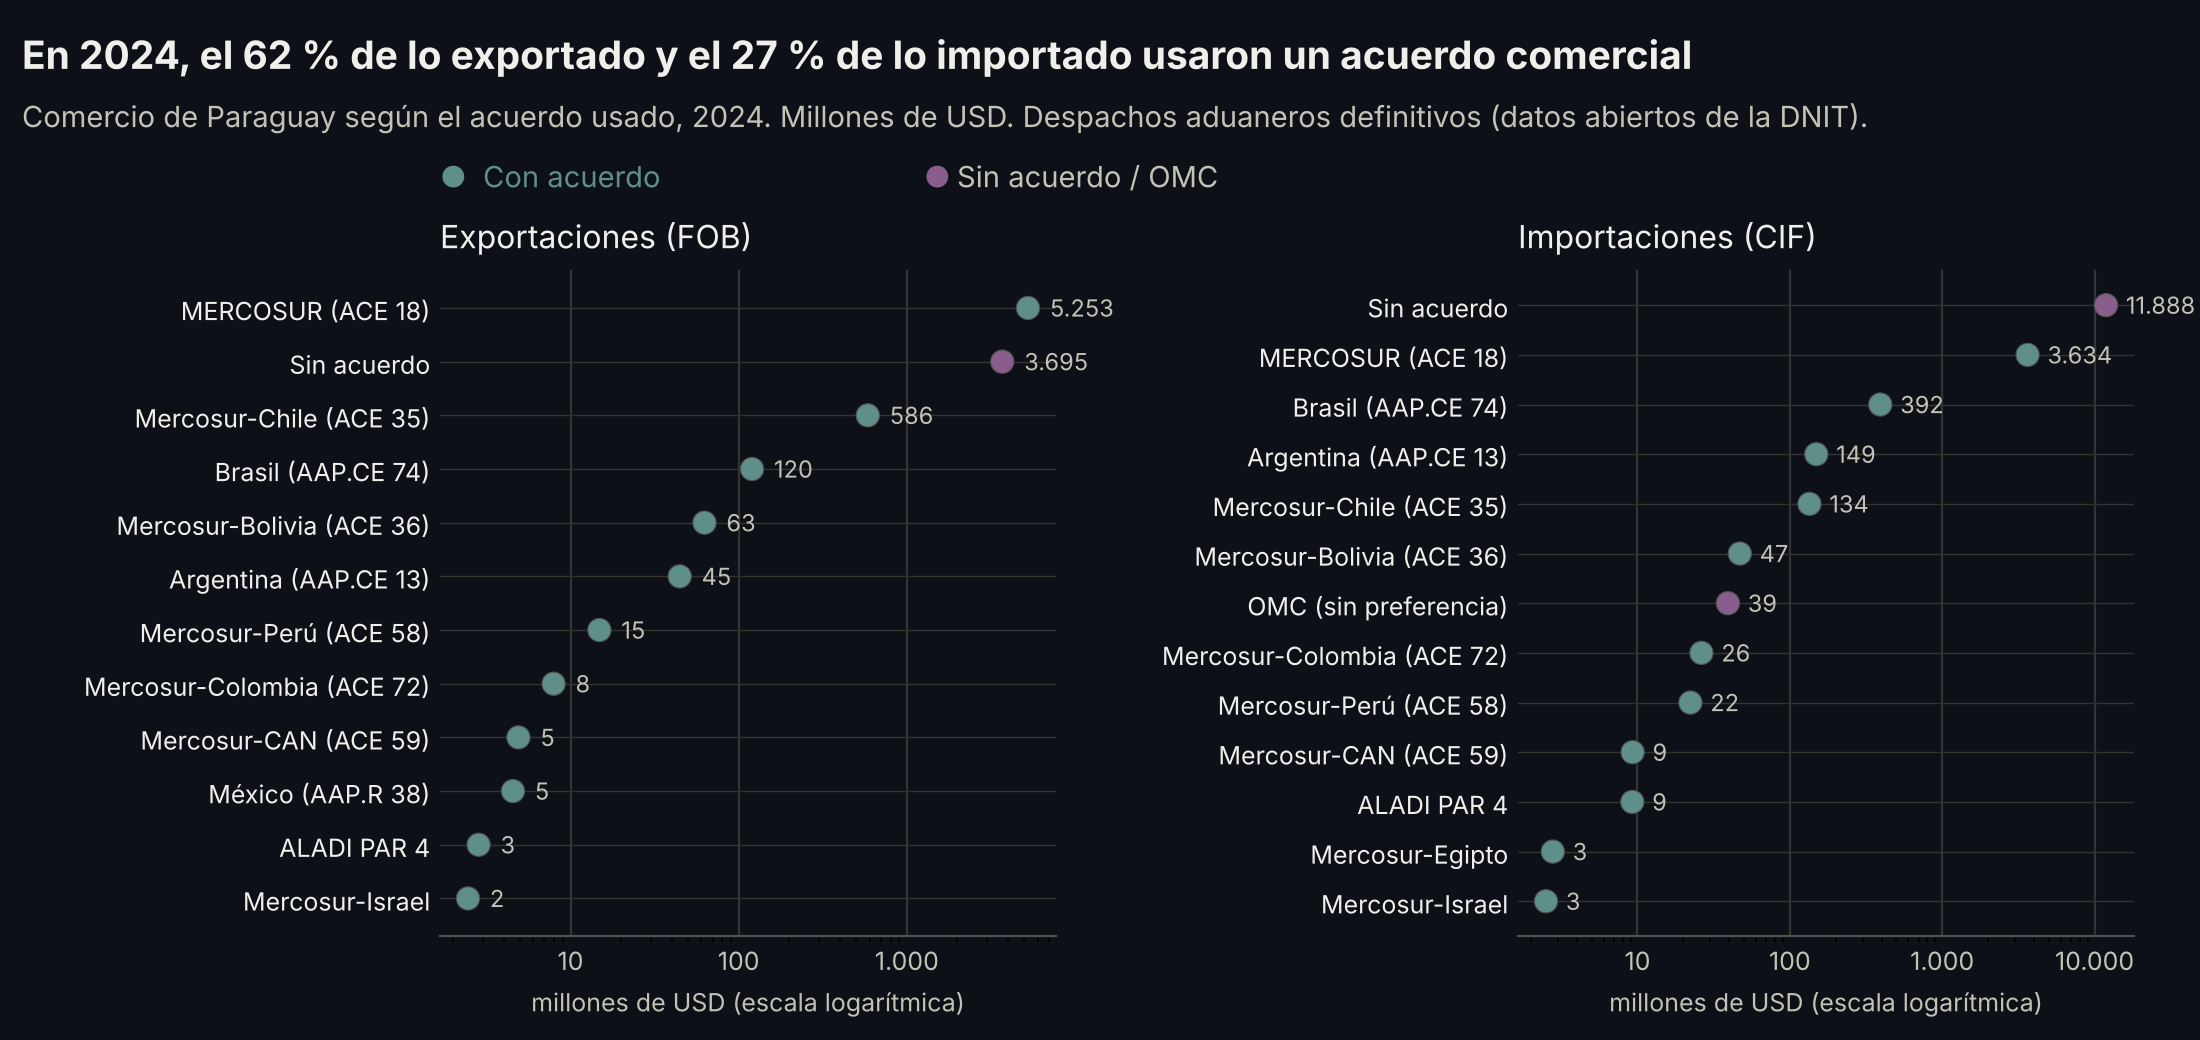 En 2024, el 62 % de lo exportado y el 27 % de lo importado usaron un acuerdo comercial
Comercio de Paraguay según el acuerdo usado, 2024. Millones de USD. Despachos aduaneros definitivos (datos abiertos de la DNIT).
Con acuerdo
Sin acuerdo / OMC
Exportaciones (FOB)
MERCOSUR (ACE 18) 5.253
Sin acuerdo 3.695
Mercosur-Chile (ACE 35) 586
Brasil (AAP.CE 74) 120
Mercosur-Bolivia (ACE 36) 63
Argentina (AAP.CE 13) 45
Mercosur-Perú (ACE 58) 15
Mercosur-Colombia (ACE 72) 8
Mercosur-CAN (ACE 59) 5
México (AAP.R 38) 5
ALADI PAR 4 3
Mercosur-Israel 2
10 100 1.000
millones de USD (escala logarítmica)
Importaciones (CIF)
Sin acuerdo 11.888
MERCOSUR (ACE 18) 3.634
Brasil (AAP.CE 74) 392
Argentina (AAP.CE 13) 149
Mercosur-Chile (ACE 35) 134
Mercosur-Bolivia (ACE 36) 47
OMC (sin preferencia) 39
Mercosur-Colombia (ACE 72) 26
Mercosur-Perú (ACE 58) 22
Mercosur-CAN (ACE 59) 9
ALADI PAR 4 9
Mercosur-Egipto 3
Mercosur-Israel 3
10 100 1.000 10.000
millones de USD (escala logarítmica)